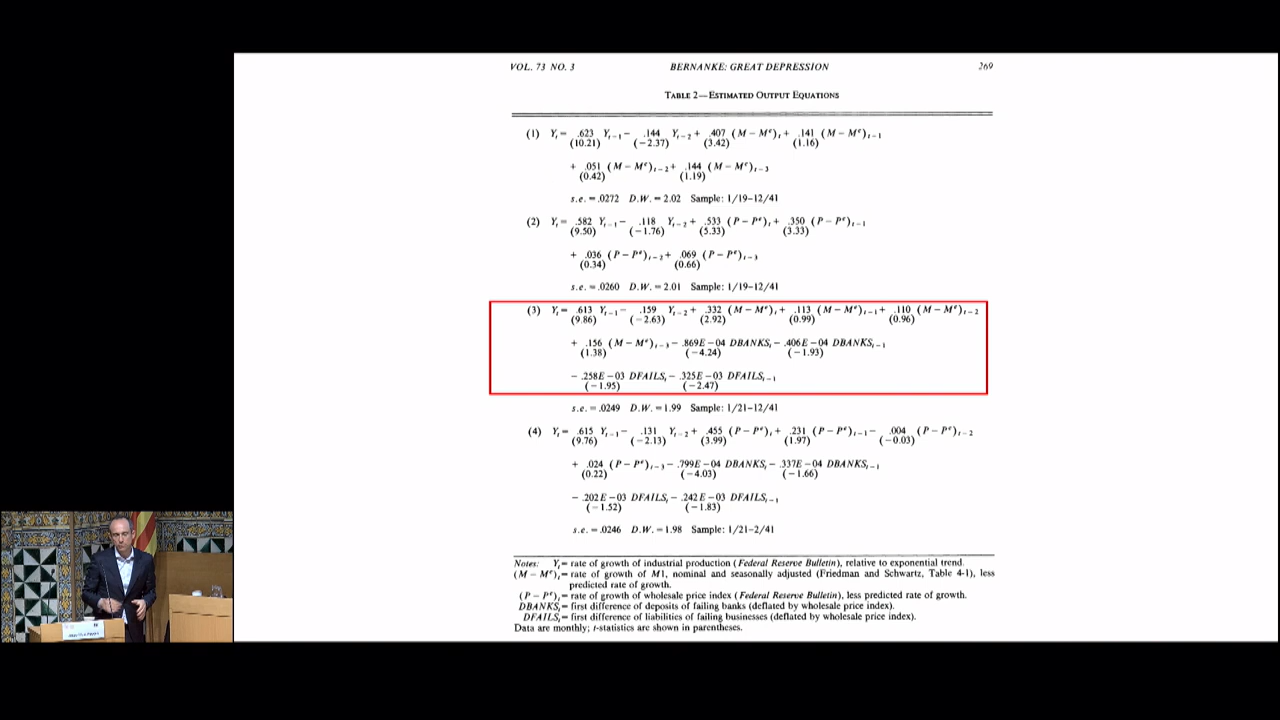 VOL. 73 NO. 3 BERNANKE: GREAT DEPRESSION 269
TABLE 2—ESTIMATED OUTPUT EQUATIONS
(1) Yₜ = .623 Yₜ₋₁ − .144 Yₜ₋₂ + .407 (M − Mᵉ)ₜ + .141 (M − Mᵉ)ₜ₋₁
(10.21) (−2.37) (3.42) (1.16)
+ .051 (M − Mᵉ)ₜ₋₂ + .144 (M − Mᵉ)ₜ₋₃
(0.42) (1.19)
s.e. = .0272 D.W. = 2.02 Sample: 1/19–12/41
(2) Yₜ = .582 Yₜ₋₁ − .118 Yₜ₋₂ + .533 (P − Pᵉ)ₜ + .350 (P − Pᵉ)ₜ₋₁
(9.50) (−1.76) (5.33) (3.33)
+ .036 (P − Pᵉ)ₜ₋₂ + .069 (P − Pᵉ)ₜ₋₃
(0.34) (0.66)
s.e. = .0260 D.W. = 2.01 Sample: 1/19–12/41
(3) Yₜ = .613 Yₜ₋₁ − .159 Yₜ₋₂ + .332 (M − Mᵉ)ₜ + .113 (M − Mᵉ)ₜ₋₁ + .110 (M − Mᵉ)ₜ₋₂
(9.86) (−2.63) (2.92) (0.99) (0.96)
+ .156 (M − Mᵉ)ₜ₋₃ − .869E−04 DBANKSₜ − .406E−04 DBANKSₜ₋₁
(1.38) (−4.24) (−1.93)
− .258E−03 DFAILSₜ − .325E−03 DFAILSₜ₋₁
(−1.95) (−2.47)
s.e. = .0249 D.W. = 1.99 Sample: 1/21–12/41
(4) Yₜ = .615 Yₜ₋₁ − .131 Yₜ₋₂ + .455 (P − Pᵉ)ₜ + .231 (P − Pᵉ)ₜ₋₁ − .004 (P − Pᵉ)ₜ₋₂
(9.76) (−2.13) (3.99) (1.97) (−0.03)
+ .024 (P − Pᵉ)ₜ₋₃ − .799E−04 DBANKSₜ − .337E−04 DBANKSₜ₋₁
(0.22) (−4.03) (−1.66)
− .202E−03 DFAILSₜ − .242E−03 DFAILSₜ₋₁
(−1.52) (−1.83)
s.e. = .0246 D.W. = 1.98 Sample: 1/21–2/41
Notes: Yₜ = rate of growth of industrial production (Federal Reserve Bulletin), relative to exponential trend.
(M − Mᵉ)ₜ = rate of growth of M1, nominal and seasonally adjusted (Friedman and Schwartz, Table 4-1), less
predicted rate of growth.
(P − Pᵉ)ₜ = rate of growth of wholesale price index (Federal Reserve Bulletin), less predicted rate of growth.
DBANKSₜ = first difference of deposits of failing banks (deflated by wholesale price index).
DFAILSₜ = first difference of liabilities of failing businesses (deflated by wholesale price index).
Data are monthly; t-statistics are shown in parentheses.